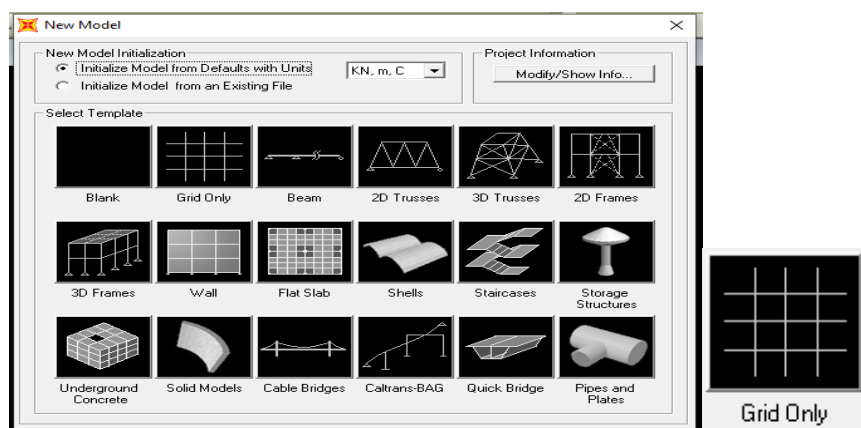 New Model
New Model Initialization
Project Information
Initialize Model from Defaults with Units
KN, m, C
Modify/Show Info...
Initialize Model from an Existing File
Select Template
Blank
Grid Only
Beam
2D Trusses
3D Trusses
2D Frames
3D Frames
Wall
Flat Slab
Shells
Staircases
Storage
Structures
Underground
Concrete
Solid Models
Cable Bridges
Caltrans-BAG
Quick Bridge
Pipes and
Plates
Grid Only